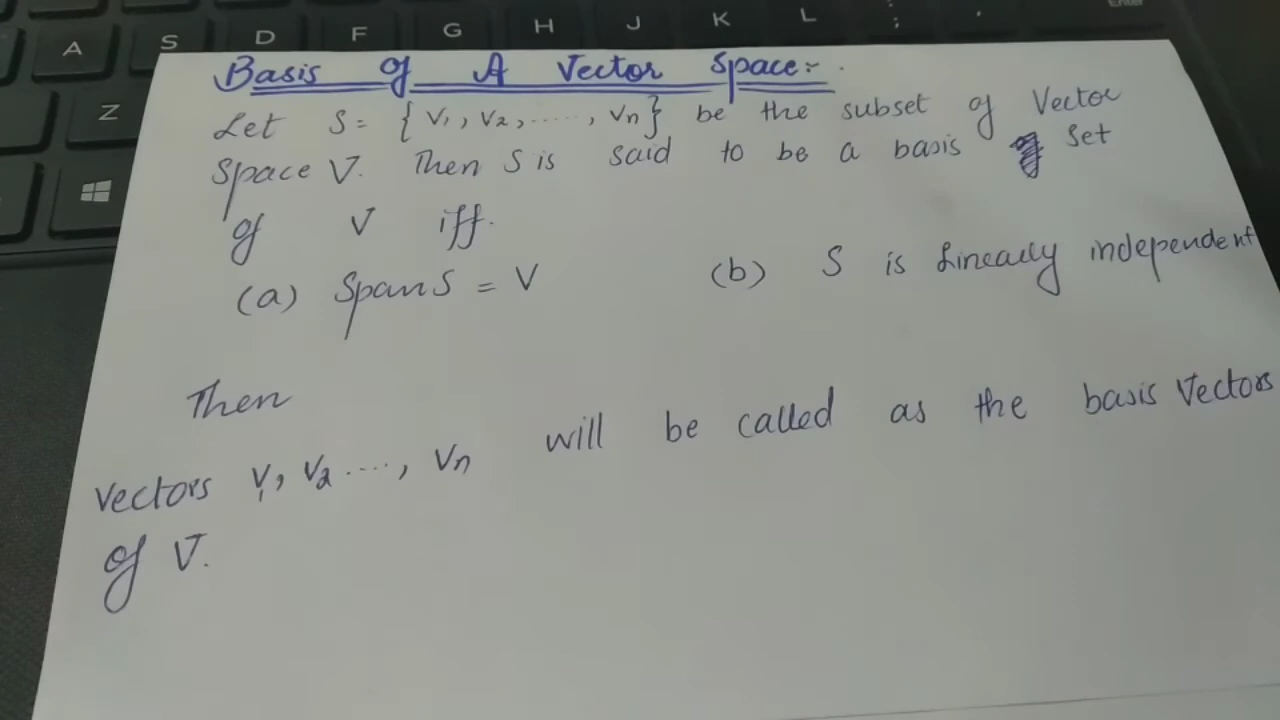 A S D F G H J K L ; Enter
Z
Basis of A Vector Space:-
Let S = { v1, v2, ....., vn} be the subset of Vector
Space V. Then S is said to be a basis Set
of V iff.
(a) Span S = V (b) S is Linearly independent
Then
vectors v1, v2 ...., vn will be called as the basis Vectors
of V.